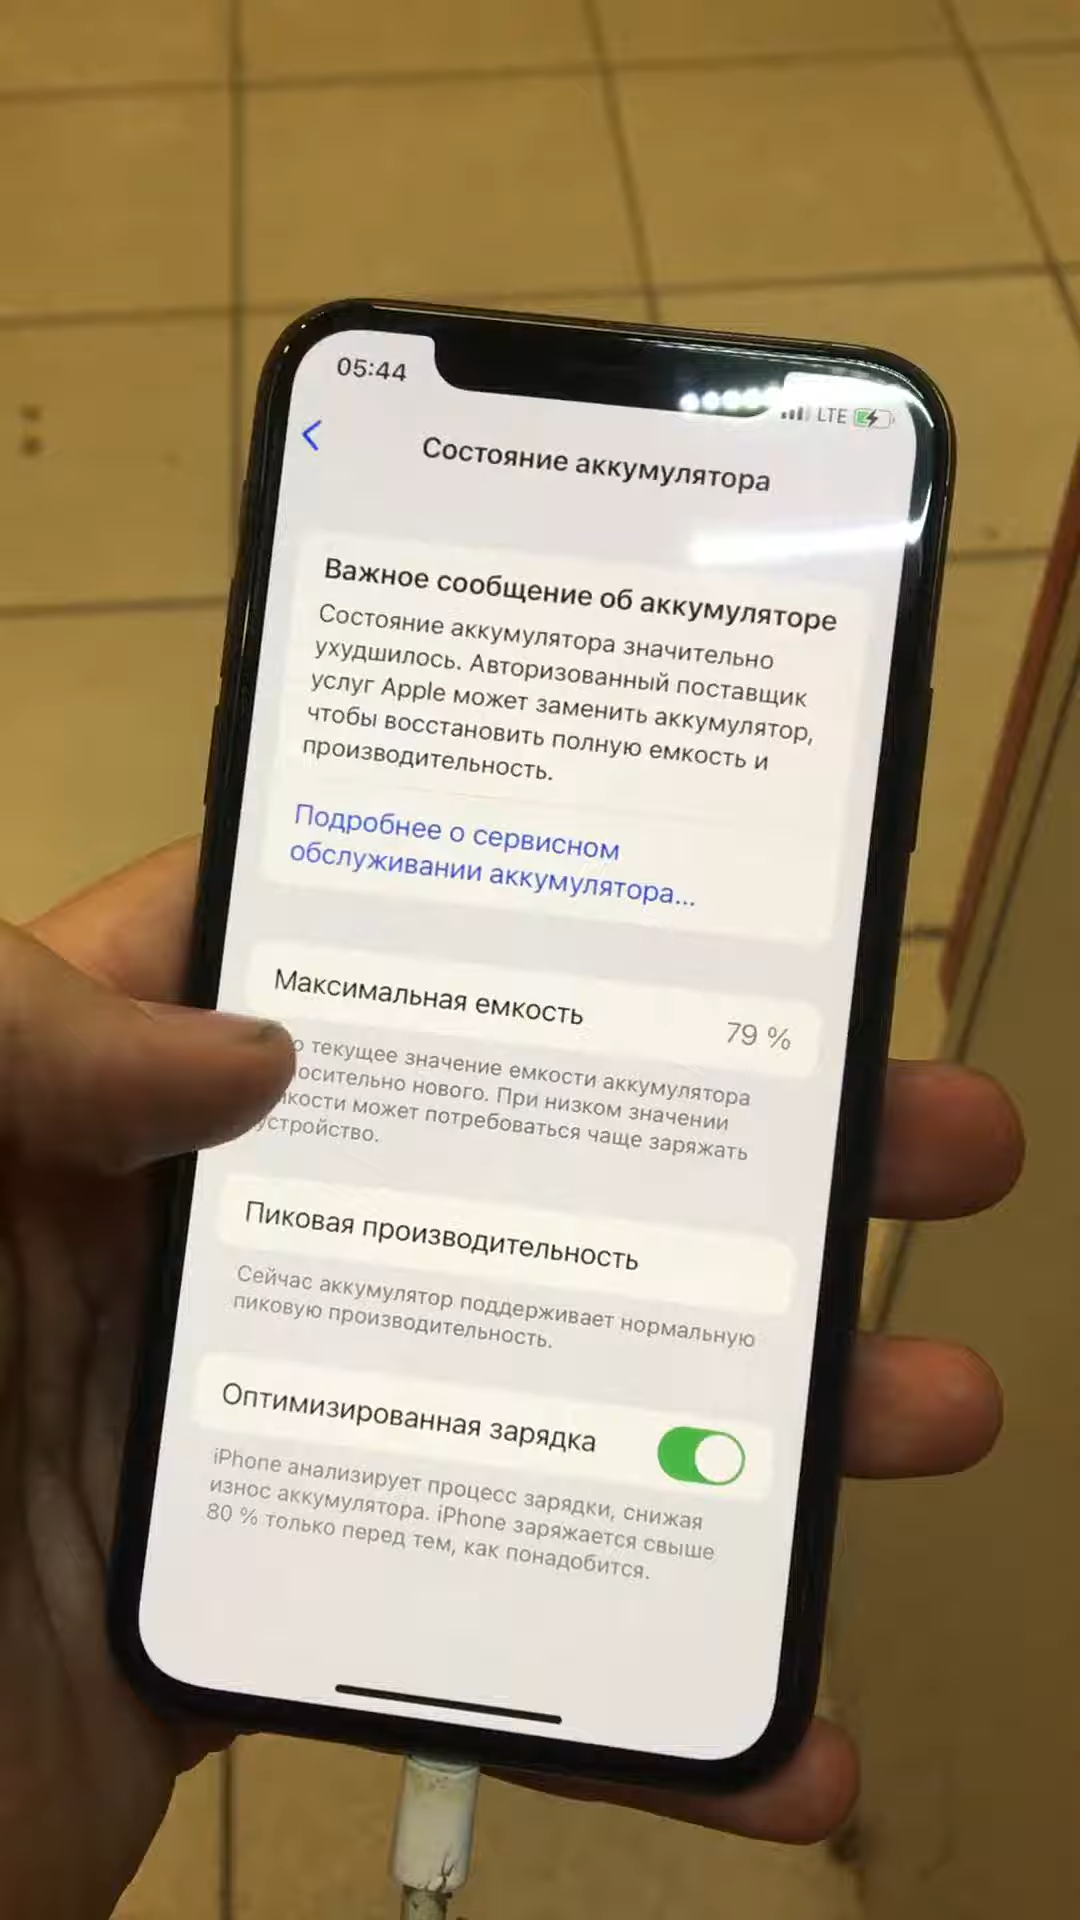 05:44
LTE
Состояние аккумулятора
Важное сообщение об аккумуляторе
Состояние аккумулятора значительно
ухудшилось. Авторизованный поставщик
услуг Apple может заменить аккумулятор,
чтобы восстановить полную емкость и
производительность.
Подробнее о сервисном
обслуживании аккумулятора...
Максимальная емкость
79 %
текущее значение емкости аккумулятора
нового. При низком значении
может потребоваться чаще заряжать
устройство.
Пиковая производительность
Сейчас аккумулятор поддерживает нормальную
пиковую производительность.
Оптимизированная зарядка
iPhone анализирует процесс зарядки, снижая
износ аккумулятора. iPhone заряжается свыше
80 % только перед тем, как понадобится.